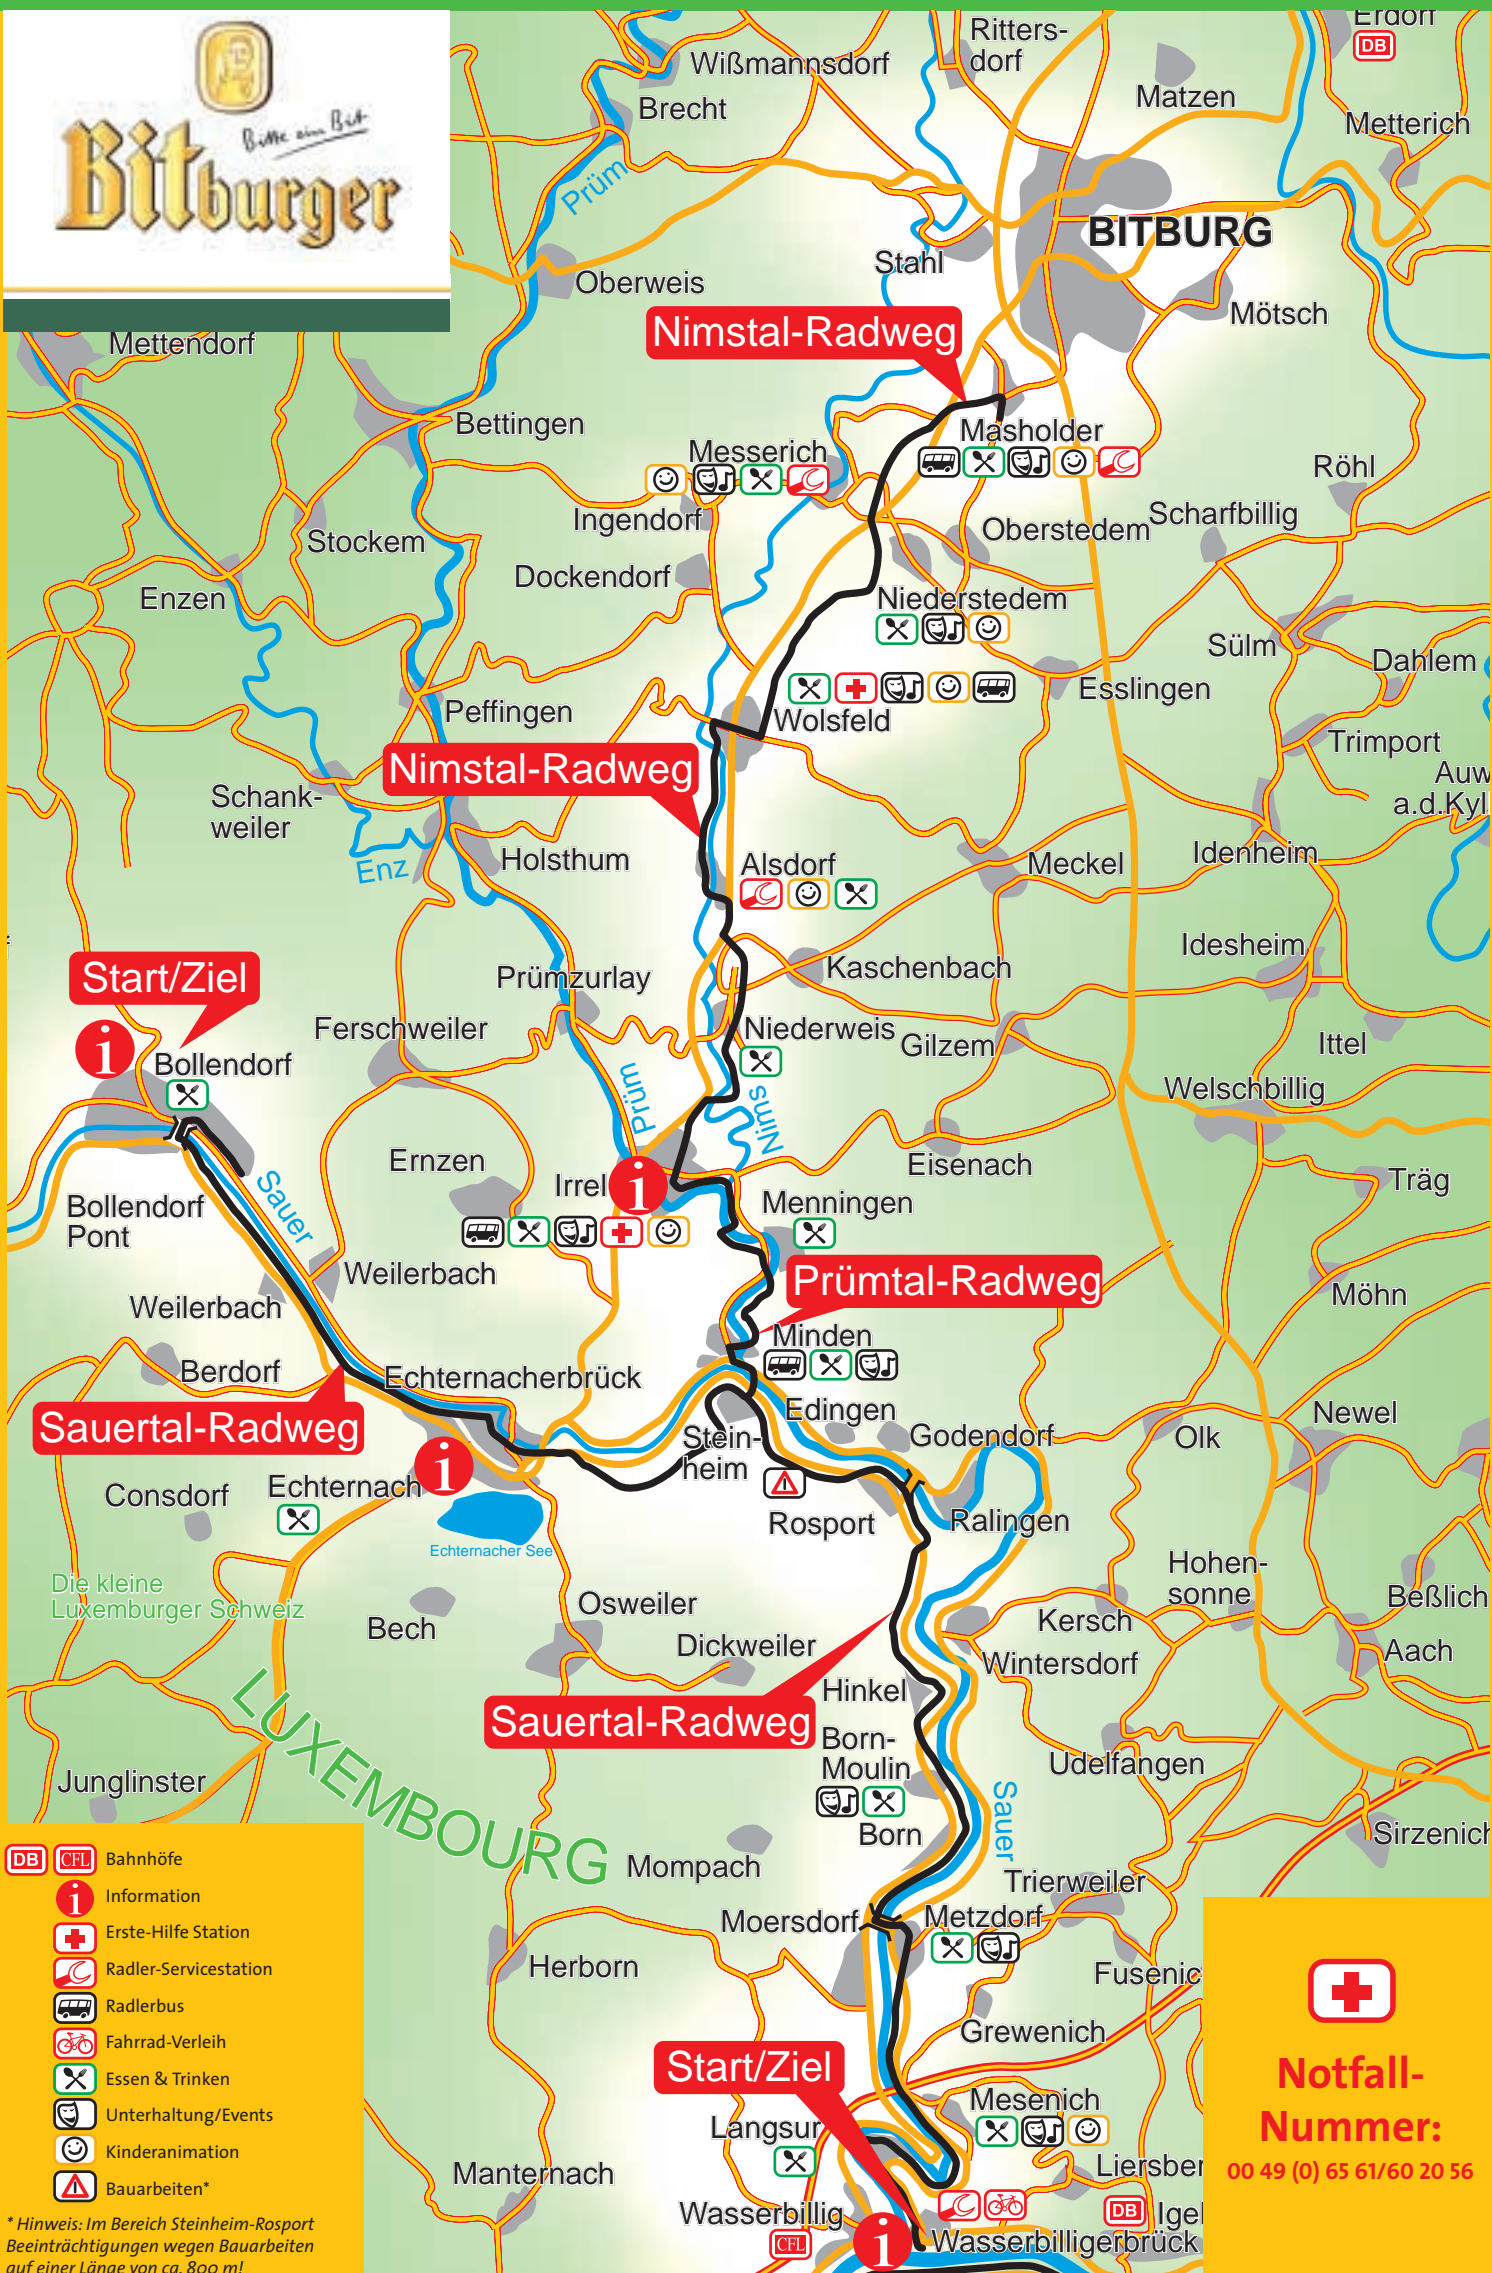 Bitte ein Bit
Bitburger
Wißmannsdorf
Ritters-
dorf
Erdorf
DB
Brecht
Matzen
Metterich
Prüm
BITBURG
Stahl
Oberweis
Mötsch
Nimstal-Radweg
Mettendorf
Bettingen
Messerich
Masholder
Röhl
Ingendorf
Oberstedem
Scharfbillig
Stockem
Dockendorf
Enzen
Niederstedem
Sülm
Dahlem
Esslingen
Peffingen
Wolsfeld
Trimport
Nimstal-Radweg
Auw
a.d.Kyl
Schank-
weiler
Enz
Holsthum
Alsdorf
Meckel
Idenheim
Idesheim
Start/Ziel
Prümzurlay
Kaschenbach
Ferschweiler
Niederweis
Gilzem
Ittel
Bollendorf
Prüm
Nims
Welschbillig
Ernzen
Irrel
Eisenach
Träg
Bollendorf
Pont
Sauer
Menningen
Weilerbach
Prümtal-Radweg
Möhn
Weilerbach
Minden
Berdorf
Echternacherbrück
Edingen
Newel
Sauertal-Radweg
Stein-
heim
Godendorf
Olk
Consdorf
Echternach
Rosport
Ralingen
Echternacher See
Die kleine
Luxemburger Schweiz
Hohen-
sonne
Beßlich
Bech
Osweiler
Kersch
Dickweiler
Aach
Wintersdorf
Hinkel
LUXEMBOURG
Sauertal-Radweg
Born-
Moulin
Udelfangen
Junglinster
Sauer
Born
Sirzenich
Mompach
Trierweiler
Moersdorf
Metzdorf
Herborn
Fusenic
Grewenich
Start/Ziel
Mesenich
Langsur
Manternach
Liersber
Wasserbillig
CFL
DB
Igel
Wasserbilligerbrück
DB CFL Bahnhöfe
Information
Erste-Hilfe Station
Radler-Servicestation
Radlerbus
Fahrrad-Verleih
Essen & Trinken
Unterhaltung/Events
Kinderanimation
Bauarbeiten*
* Hinweis: Im Bereich Steinheim-Rosport
Beeinträchtigungen wegen Bauarbeiten
auf einer Länge von ca. 800 m!
Notfall-
Nummer:
00 49 (0) 65 61/60 20 56